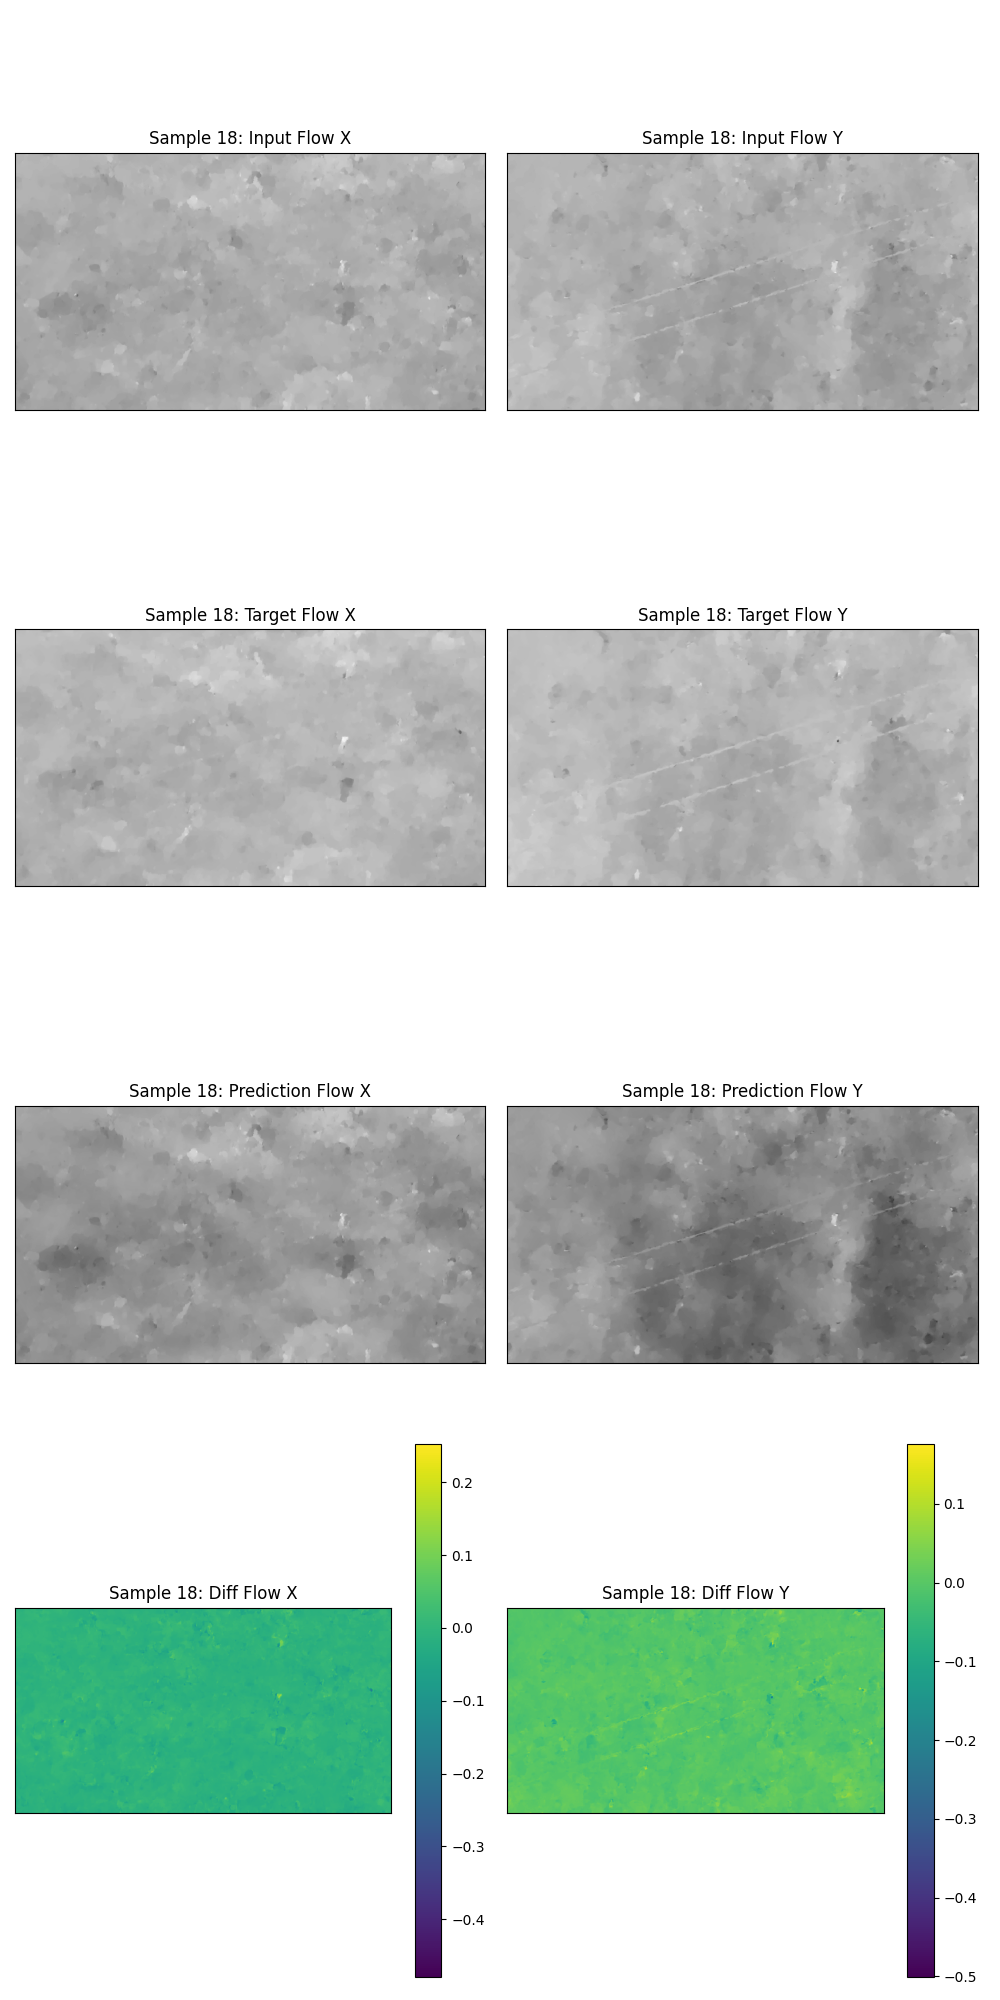 Sample 18: Input Flow X
Sample 18: Input Flow Y
Sample 18: Target Flow X
Sample 18: Target Flow Y
Sample 18: Prediction Flow X
Sample 18: Prediction Flow Y
Sample 18: Diff Flow X
0.2
0.1
0.0
−0.1
−0.2
−0.3
−0.4
Sample 18: Diff Flow Y
0.1
0.0
−0.1
−0.2
−0.3
−0.4
−0.5